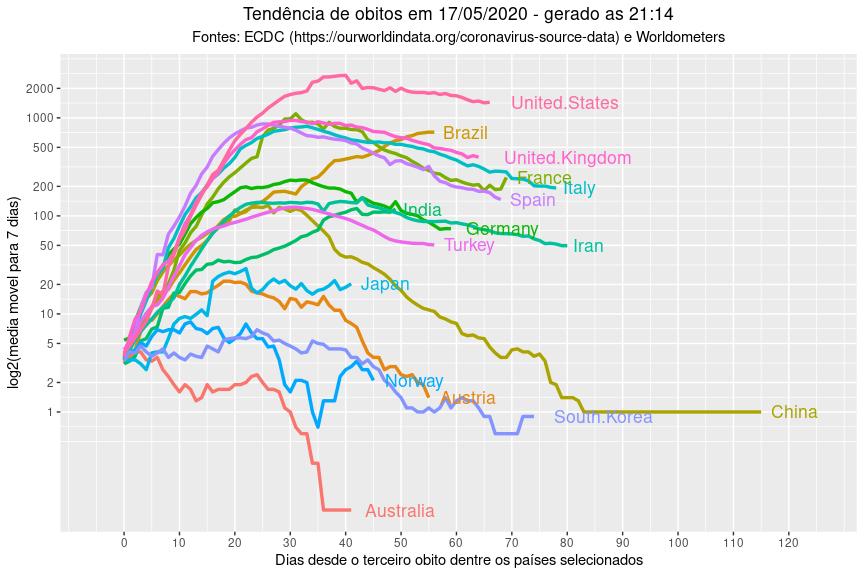 Tendência de obitos em 17/05/2020 - gerado as 21:14
Fontes: ECDC (https://ourworldindata.org/coronavirus-source-data) e Worldometers
log2(media movel para 7 dias)
2000
1000
500
200
100
50
20
10
5
2
1
United.States
Brazil
United.Kingdom
France
Italy
Spain
India
Germany
Turkey
Iran
Japan
Norway
Austria
South.Korea
China
Australia
0 10 20 30 40 50 60 70 80 90 100 110 120
Dias desde o terceiro obito dentre os países selecionados